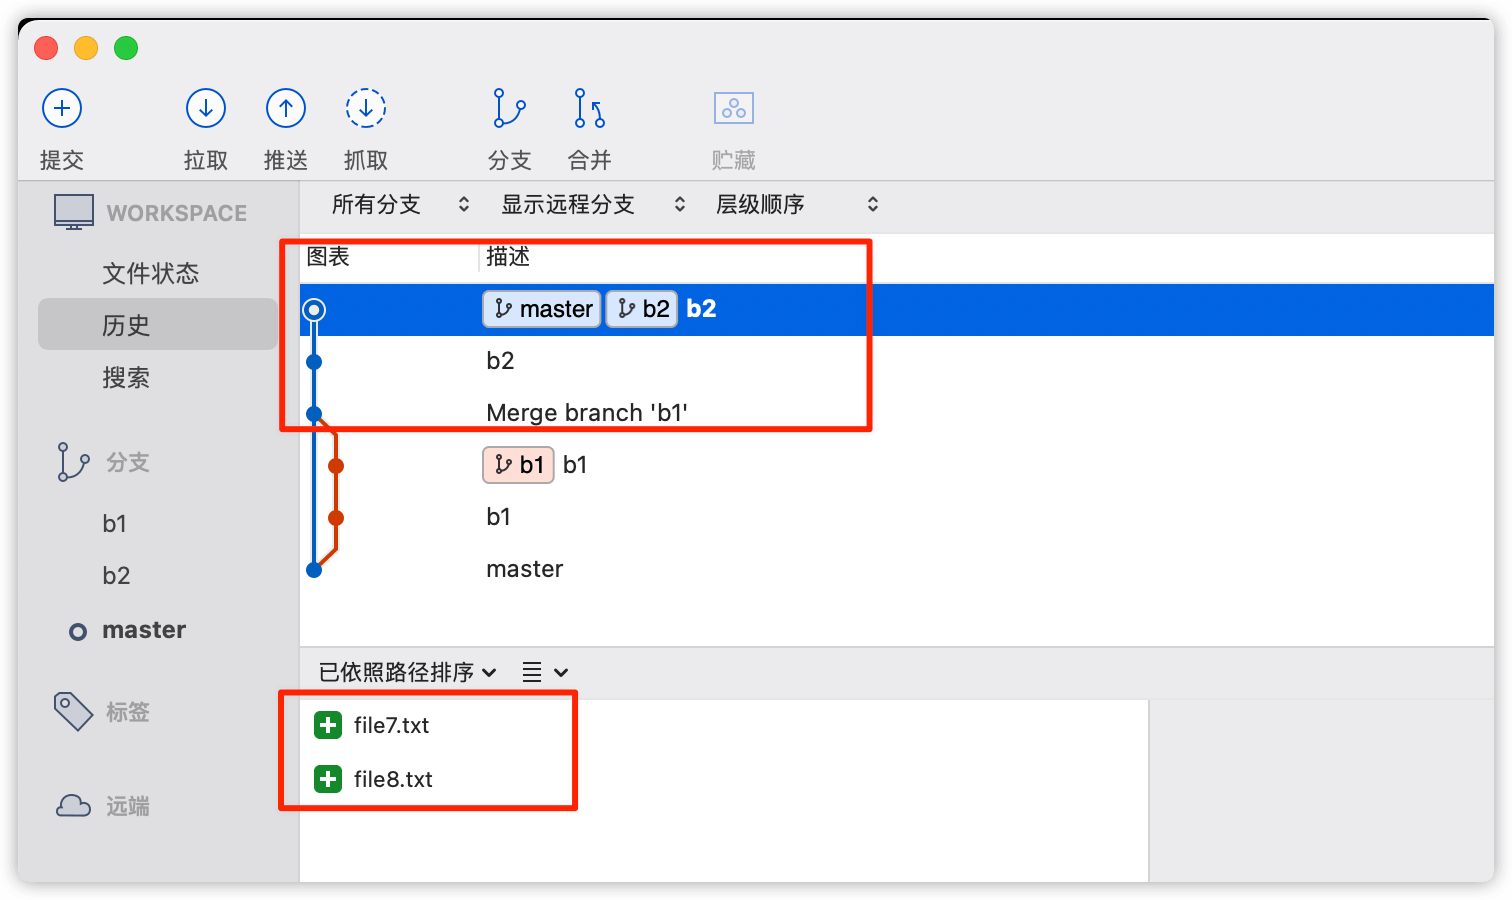 提交 拉取 推送 抓取 分支 合并 贮藏
WORKSPACE
文件状态
历史
搜索
分支
b1
b2
master
标签
远端
所有分支 显示远程分支 层级顺序
图表 描述
master b2 b2
b2
Merge branch 'b1'
b1 b1
b1
master
已依照路径排序
file7.txt
file8.txt